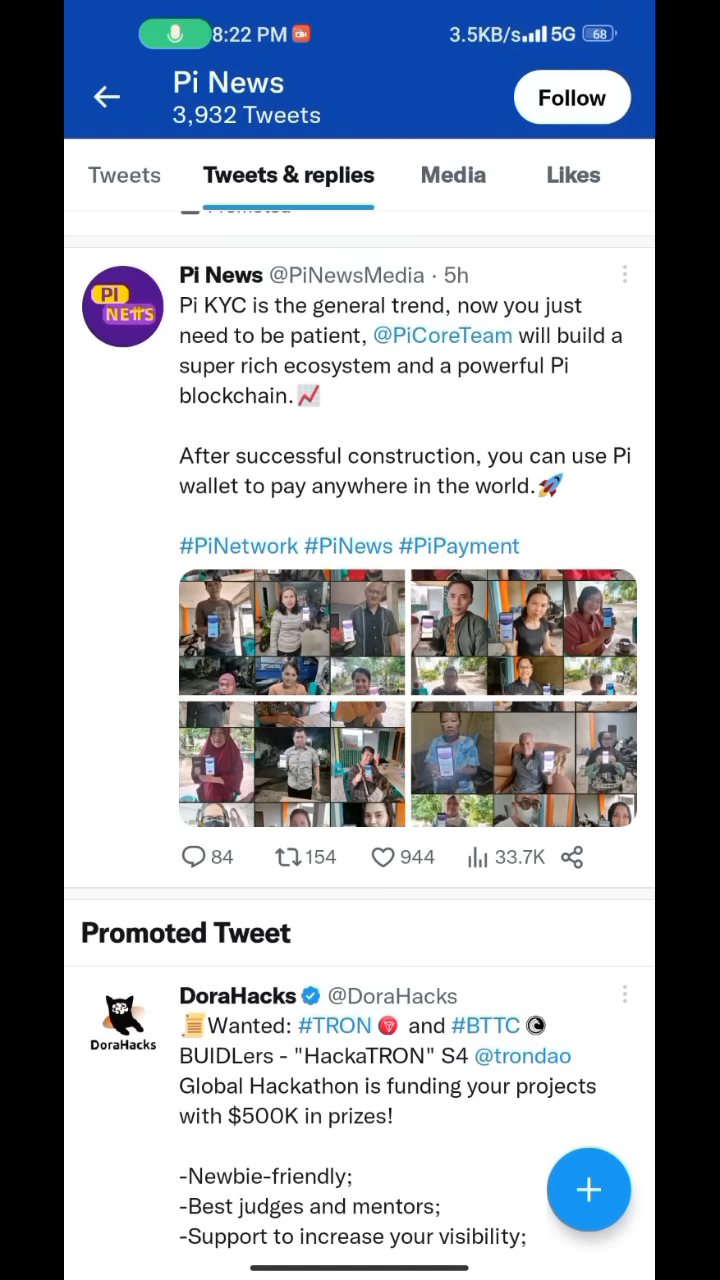 8:22 PM
3.5KB/s 5G 68
Pi News
3,932 Tweets
Follow
Tweets
Tweets & replies
Media
Likes
Promoted
PI
NEWS
Pi News @PiNewsMedia · 5h
Pi KYC is the general trend, now you just
need to be patient, @PiCoreTeam will build a
super rich ecosystem and a powerful Pi
blockchain.📈
After successful construction, you can use Pi
wallet to pay anywhere in the world.🚀
#PiNetwork #PiNews #PiPayment
84
154
944
33.7K
Promoted Tweet
DoraHacks
DoraHacks @DoraHacks
📜Wanted: #TRON and #BTTC
BUIDLers - "HackaTRON" S4 @trondao
Global Hackathon is funding your projects
with $500K in prizes!
-Newbie-friendly;
-Best judges and mentors;
-Support to increase your visibility;